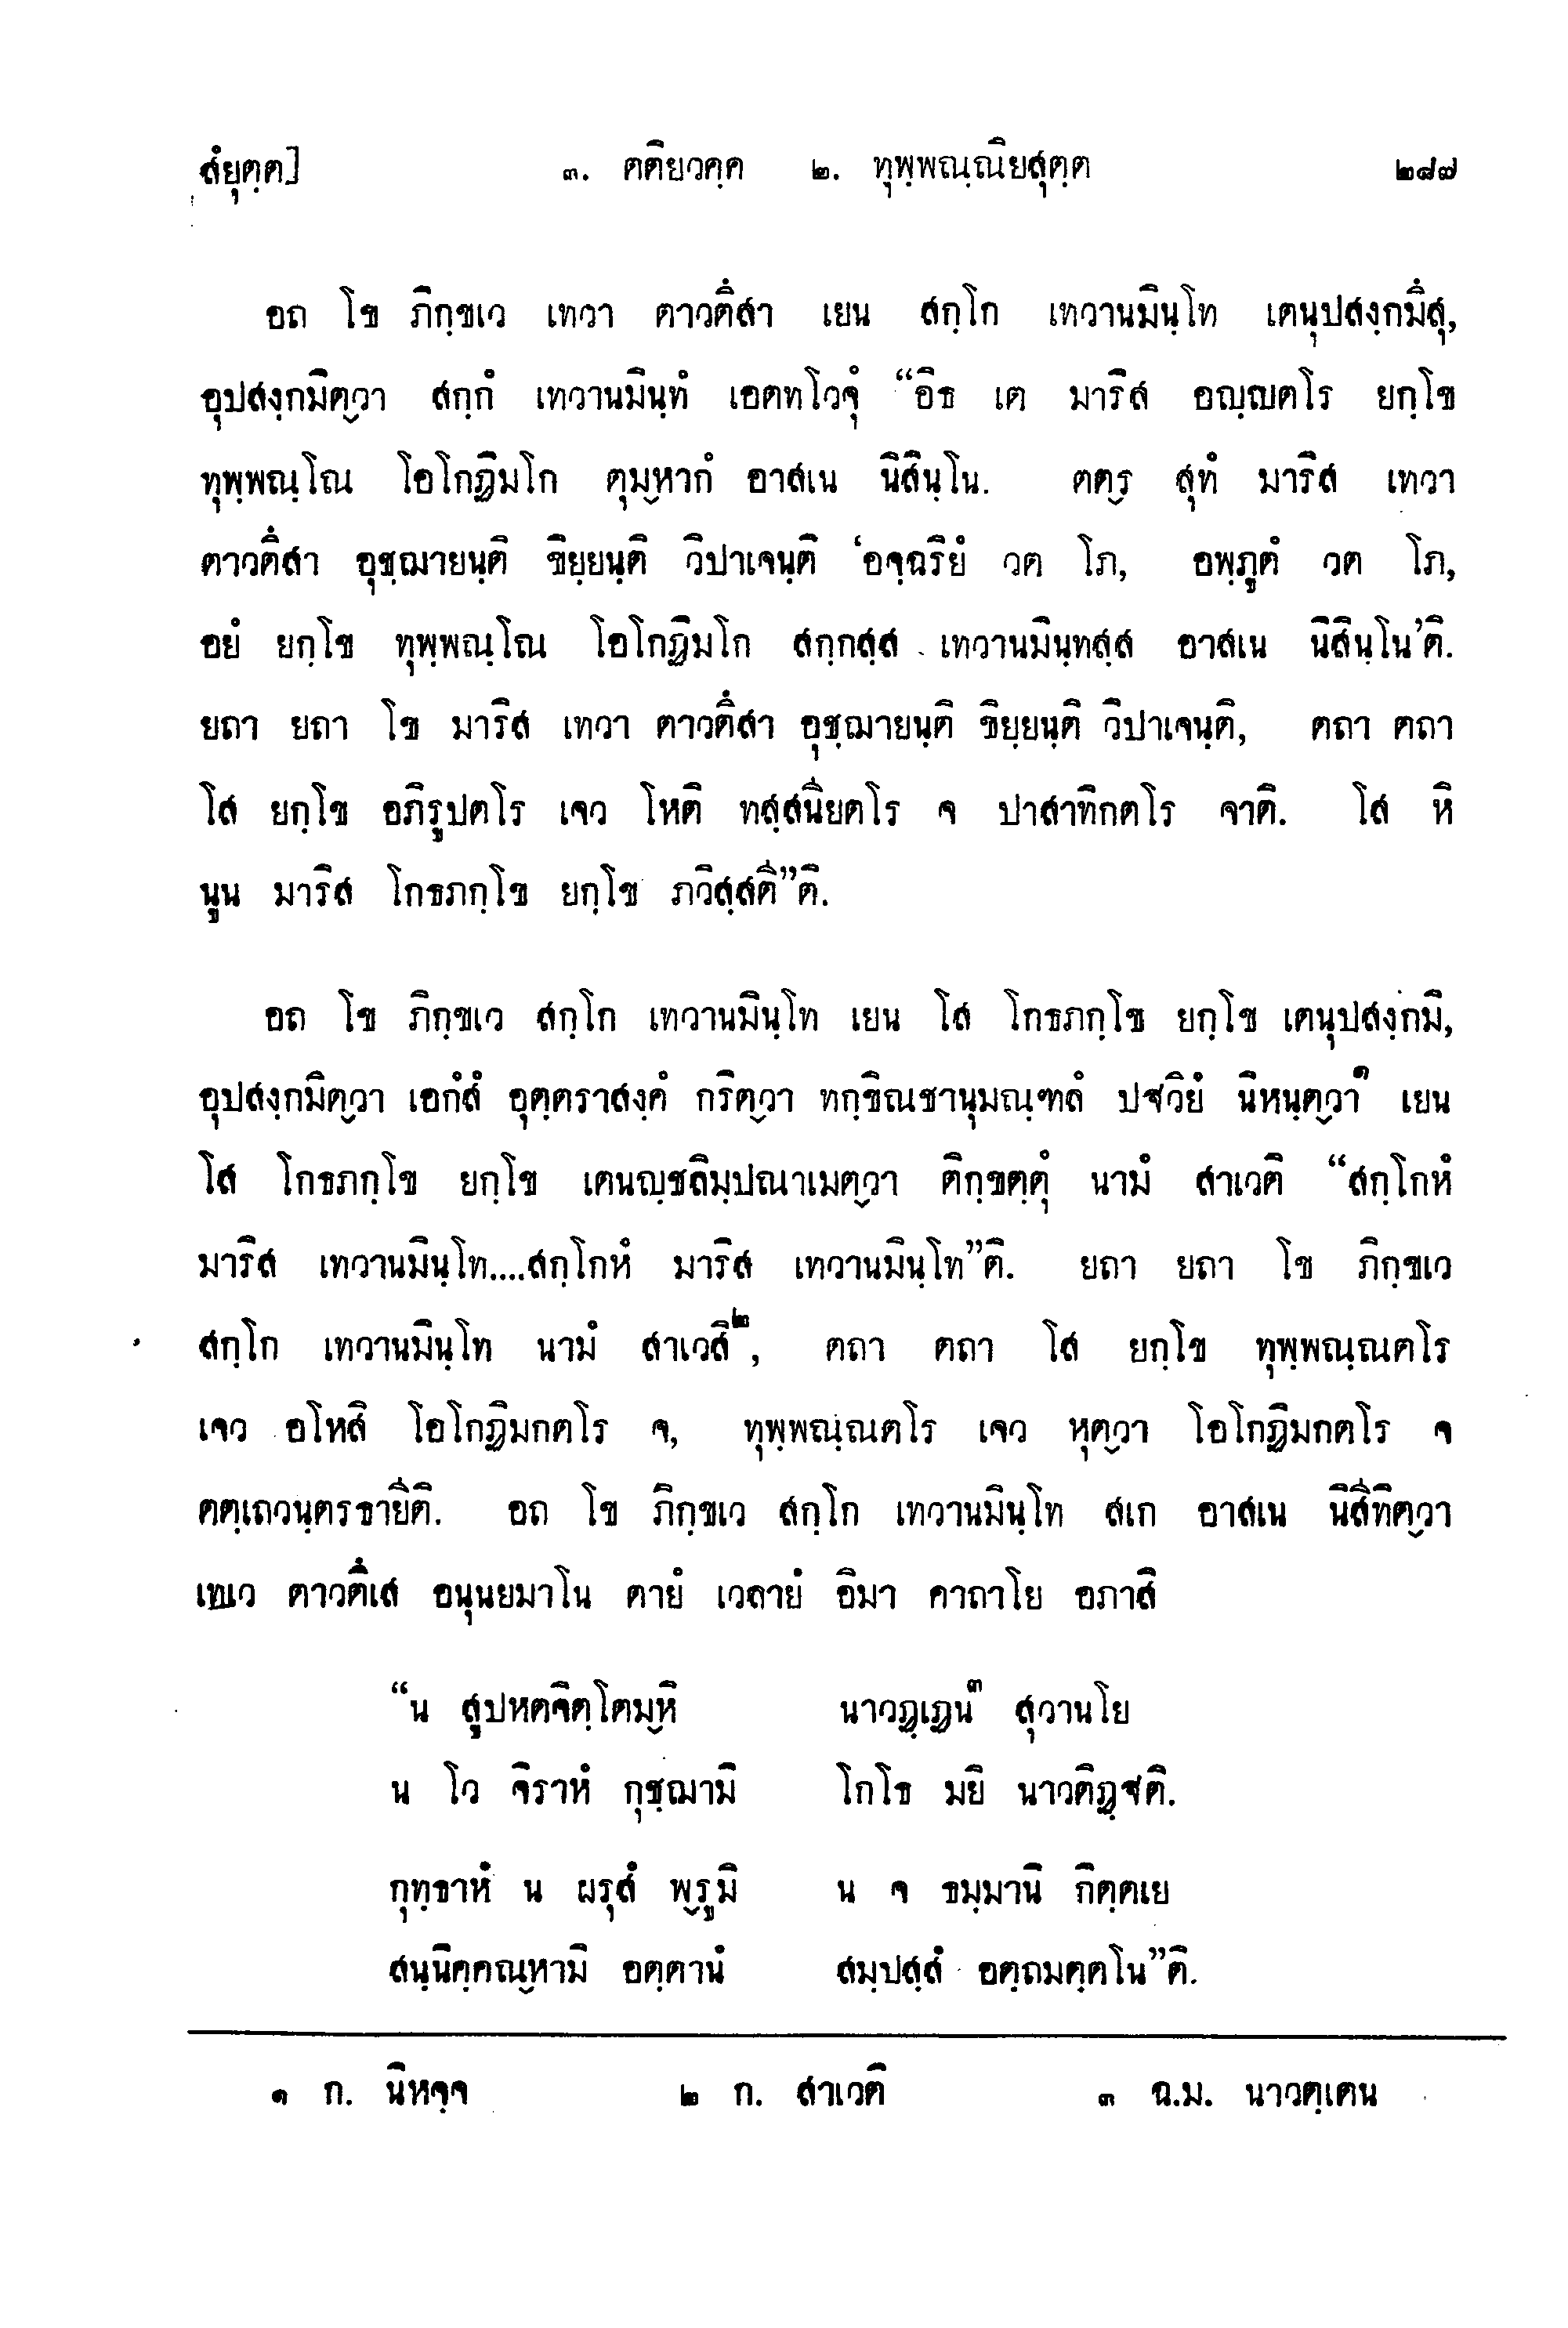 สํยุตฺต]  ๓. ตติยวคฺค  ๒. ทุพฺพณฺณิยสุตฺต  ๒๘๗
อถ โข ภิกฺขเว เทวา ตาวตึสา เยน สกฺโก เทวานมินฺโท เตนุปสงฺกมึสุ,
อุปสงฺกมิตฺวา สกฺกํ เทวานมินฺทํ เอตทโวจุํ “อิธ เต มาริส อญฺญตโร ยกฺโข
ทุพฺพณฺโณ โอโกฏิมโก ตุมฺหากํ อาสเน นิสินฺโน. ตตฺร สุทํ มาริส เทวา
ตาวตึสา อุชฺฌายนฺติ ขิยฺยนฺติ วิปาเจนฺติ ‘อจฺฉริยํ วต โภ, อพฺภูตํ วต โภ,
อยํ ยกฺโข ทุพฺพณฺโณ โอโกฏิมโก สกฺกสฺส เทวานมินฺทสฺส อาสเน นิสินฺโน’ติ.
ยถา ยถา โข มาริส เทวา ตาวตึสา อุชฺฌายนฺติ ขิยฺยนฺติ วิปาเจนฺติ, ตถา ตถา
โส ยกฺโข อภิรูปตโร เจว โหติ ทสฺสนียตโร จ ปาสาทิกตโร จาติ. โส หิ
นูน มาริส โกธภกฺโข ยกฺโข ภวิสฺสตี”ติ.
อถ โข ภิกฺขเว สกฺโก เทวานมินฺโท เยน โส โกธภกฺโข ยกฺโข เตนุปสงฺกมิ,
อุปสงฺกมิตฺวา เอกํสํ อุตฺตราสงฺคํ กริตฺวา ทกฺขิณชานุมณฺฑลํ ปฐวิยํ นิหนฺตฺวา๑ เยน
โส โกธภกฺโข ยกฺโข เตนญฺชลิมฺปณาเมตฺวา ติกฺขตฺตุํ นามํ สาเวติ “สกฺโกหํ
มาริส เทวานมินฺโท....สกฺโกหํ มาริส เทวานมินฺโท”ติ. ยถา ยถา โข ภิกฺขเว
สกฺโก เทวานมินฺโท นามํ สาเวสิ๒, ตถา ตถา โส ยกฺโข ทุพฺพณฺณตโร
เจว อโหสิ โอโกฏิมกตโร จ, ทุพฺพณฺณตโร เจว หุตฺวา โอโกฏิมกตโร จ
ตตฺเถวนฺตรธายีติ. อถ โข ภิกฺขเว สกฺโก เทวานมินฺโท สเก อาสเน นิสีทิตฺวา
เทเว ตาวตึเส อนุนยมาโน ตายํ เวลายํ อิมา คาถาโย อภาสิ
“น สูปหตจิตฺโตมฺหิ  นาวฏฺเฏน๓ สุวานโย
น โว จิราหํ กุชฺฌามิ  โกโธ มยิ นาวติฏฺฐติ.
กุทฺธาหํ น ผรุสํ พฺรูมิ  น จ ธมฺมานิ กิตฺตเย
สนฺนิคฺคณฺหามิ อตฺตานํ  สมฺปสฺสํ อตฺถมตฺตโน”ติ.
๑ ก. นิหจฺจ  ๒ ก. สาเวติ  ๓ ฉ.ม. นาวตฺเตน